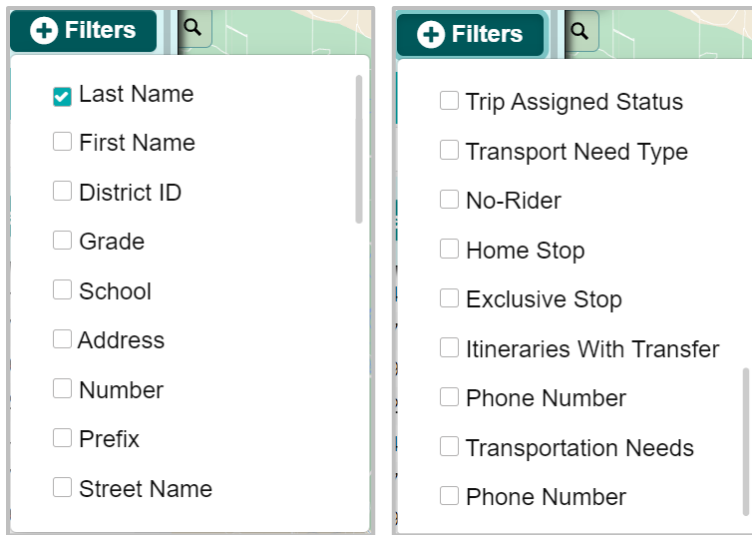 Filters
Last Name
First Name
District ID
Grade
School
Address
Number
Prefix
Street Name
Filters
Trip Assigned Status
Transport Need Type
No-Rider
Home Stop
Exclusive Stop
Itineraries With Transfer
Phone Number
Transportation Needs
Phone Number